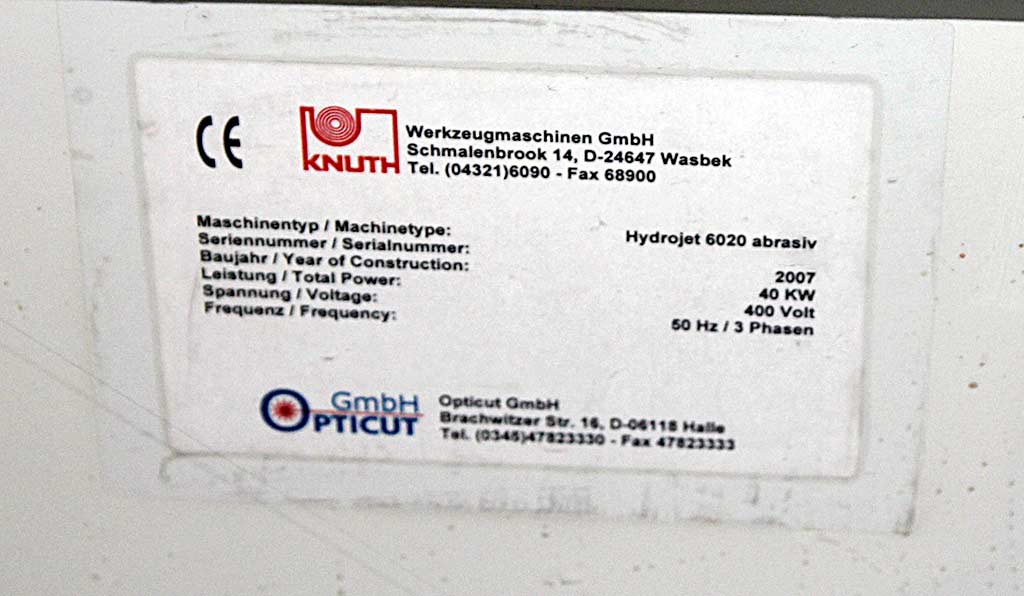 CE
KNUTH
Werkzeugmaschinen GmbH
Schmalenbrook 14, D-24647 Wasbek
Tel. (04321)6090 - Fax 68900
Maschinentyp / Machinetype: Hydrojet 6020 abrasiv
Seriennummer / Serialnummer:
Baujahr / Year of Construction: 2007
Leistung / Total Power: 40 KW
Spannung / Voltage: 400 Volt
Frequenz / Frequency: 50 Hz / 3 Phasen
GmbH
OPTICUT
Opticut GmbH
Brachwitzer Str. 16, D-06118 Halle
Tel. (0345)47823330 - Fax 47823333